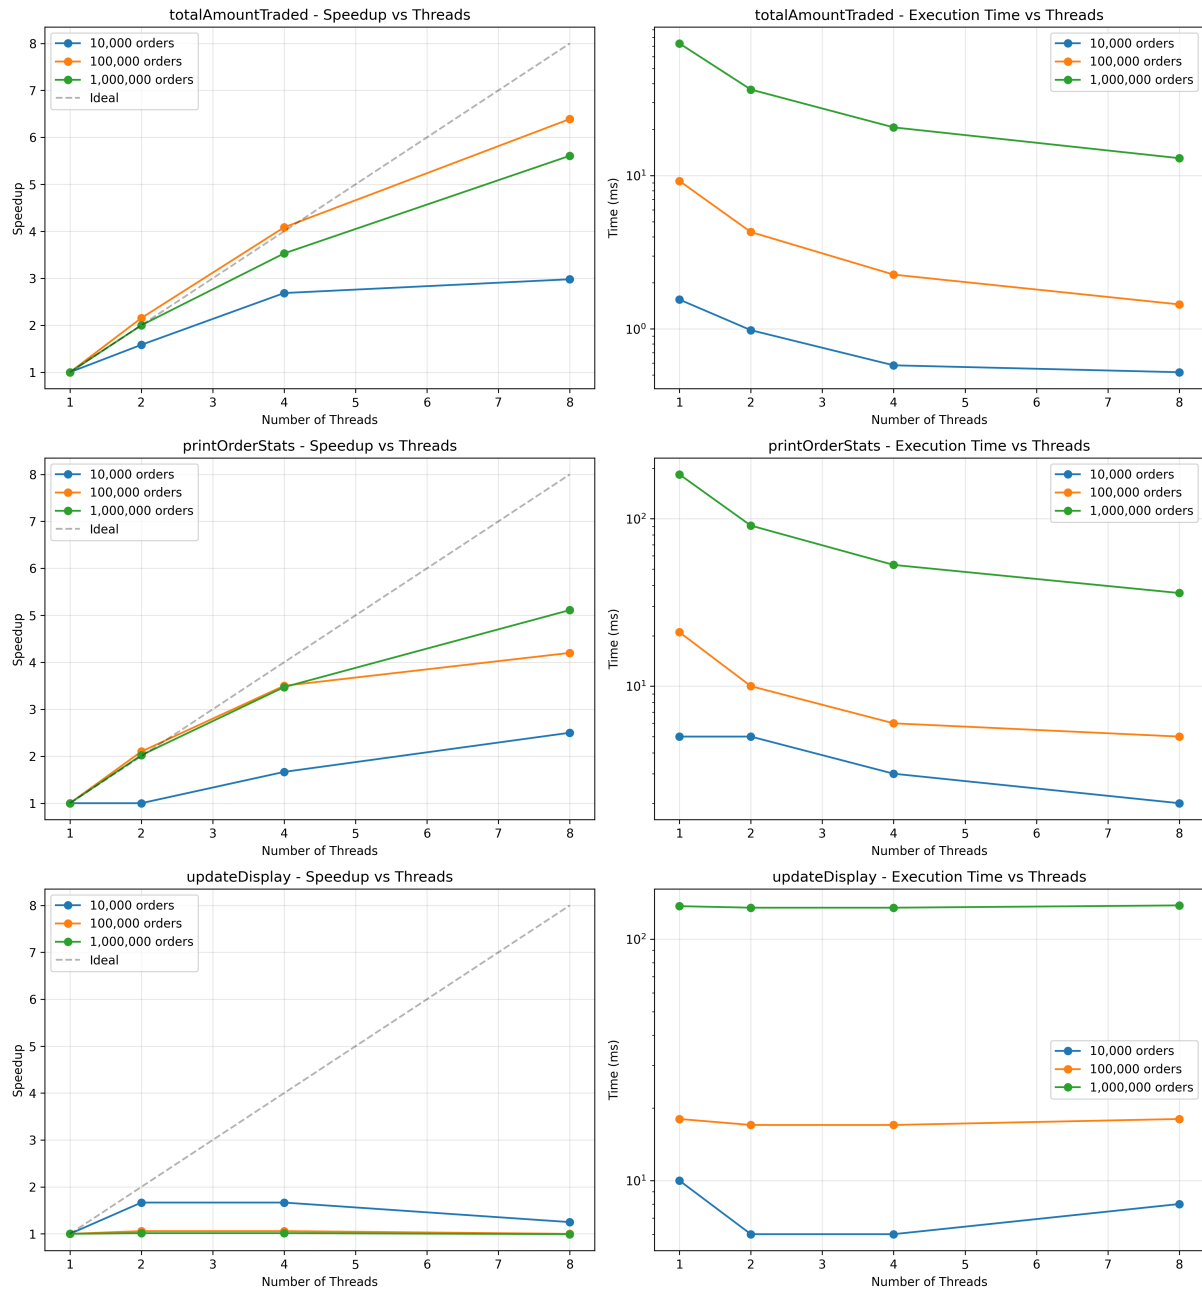 totalAmountTraded - Speedup vs Threads
10,000 orders
100,000 orders
1,000,000 orders
Ideal
8
7
6
5
4
3
2
1
Speedup
1 2 3 4 5 6 7 8
Number of Threads
totalAmountTraded - Execution Time vs Threads
10,000 orders
100,000 orders
1,000,000 orders
10¹
10⁰
Time (ms)
1 2 3 4 5 6 7 8
Number of Threads
printOrderStats - Speedup vs Threads
10,000 orders
100,000 orders
1,000,000 orders
Ideal
8
7
6
5
4
3
2
1
Speedup
1 2 3 4 5 6 7 8
Number of Threads
printOrderStats - Execution Time vs Threads
10,000 orders
100,000 orders
1,000,000 orders
10²
10¹
Time (ms)
1 2 3 4 5 6 7 8
Number of Threads
updateDisplay - Speedup vs Threads
10,000 orders
100,000 orders
1,000,000 orders
Ideal
8
7
6
5
4
3
2
1
Speedup
1 2 3 4 5 6 7 8
Number of Threads
updateDisplay - Execution Time vs Threads
10,000 orders
100,000 orders
1,000,000 orders
10²
10¹
Time (ms)
1 2 3 4 5 6 7 8
Number of Threads